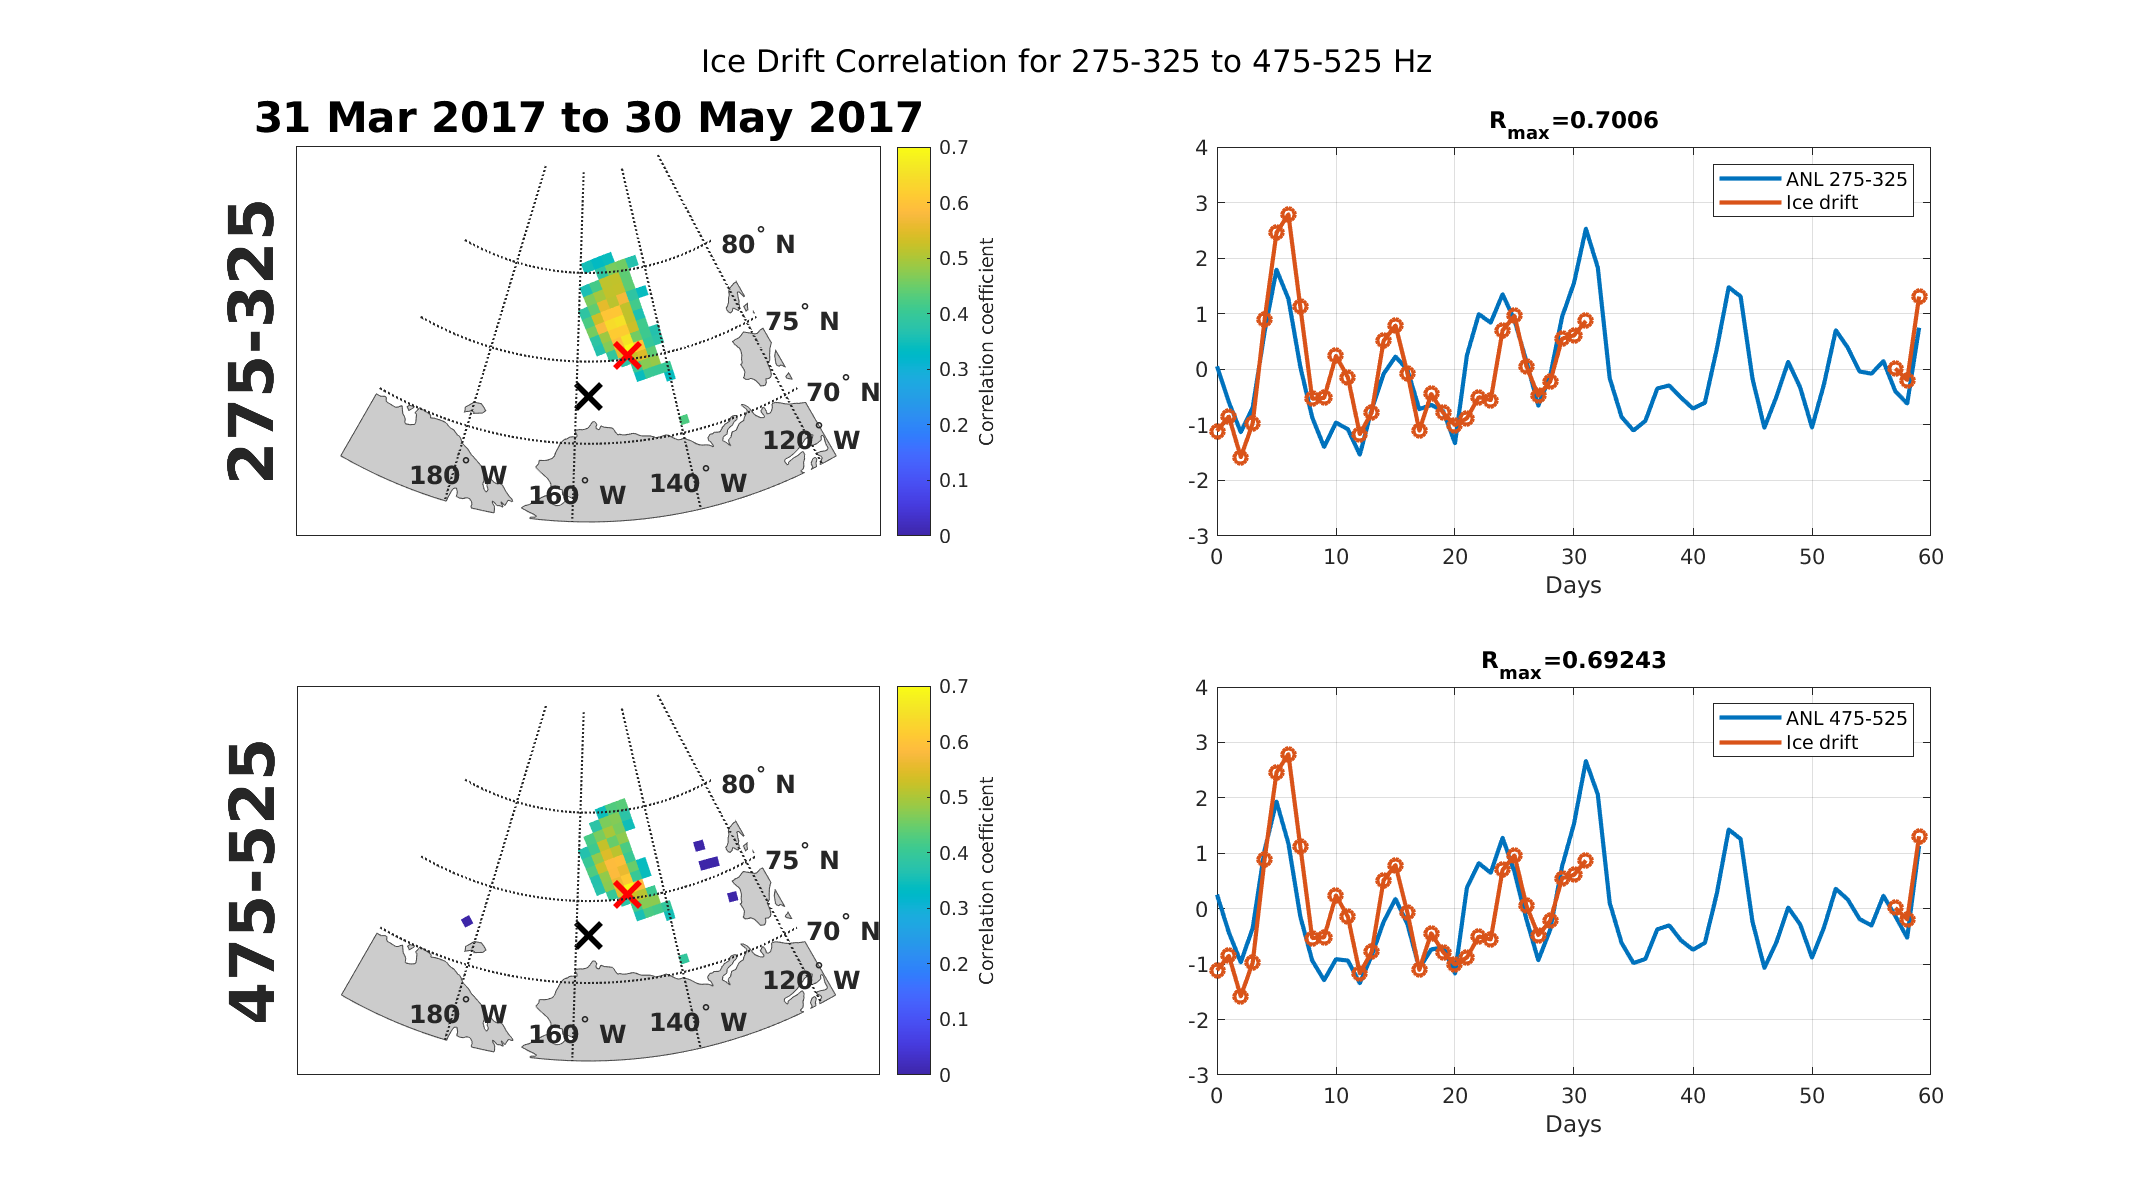 Ice Drift Correlation for 275-325 to 475-525 Hz
31 Mar 2017 to 30 May 2017
275-325
80° N
75° N
70° N
120° W
140° W
160° W
180° W
0.7
0.6
0.5
0.4
0.3
0.2
0.1
0
Correlation coefficient
Rmax=0.7006
ANL 275-325
Ice drift
4
3
2
1
0
-1
-2
-3
0 10 20 30 40 50 60
Days
475-525
80° N
75° N
70° N
120° W
140° W
160° W
180° W
0.7
0.6
0.5
0.4
0.3
0.2
0.1
0
Correlation coefficient
Rmax=0.69243
ANL 475-525
Ice drift
4
3
2
1
0
-1
-2
-3
0 10 20 30 40 50 60
Days